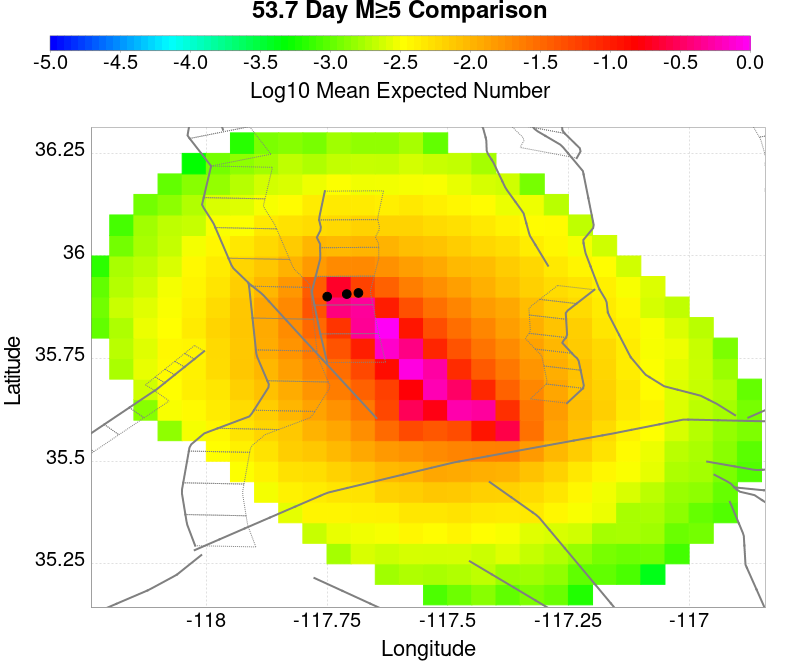 53.7 Day M≥5 Comparison
-5.0 -4.5 -4.0 -3.5 -3.0 -2.5 -2.0 -1.5 -1.0 -0.5 0.0
Log10 Mean Expected Number
36.25
36
35.75
35.5
35.25
Latitude
-118 -117.75 -117.5 -117.25 -117
Longitude